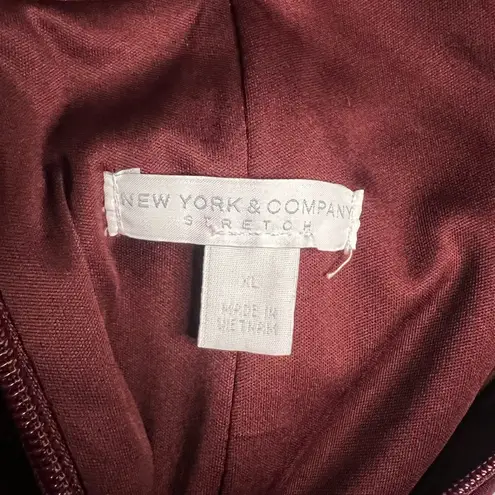 NEW YORK & COMPANY
STRETCH
XL
MADE IN
VIETNAM